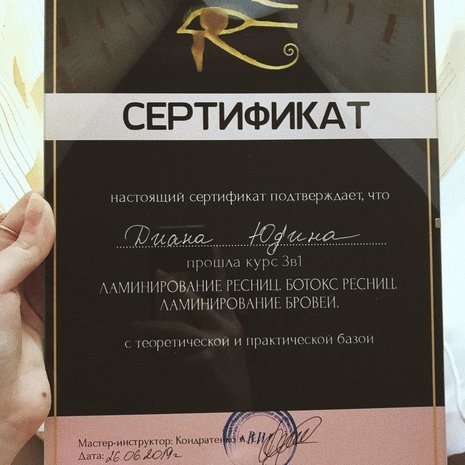 СЕРТИФИКАТ
настоящий сертификат подтверждает, что
Диана Юдина
прошла курс 3в1
ЛАМИНИРОВАНИЕ РЕСНИЦ. БОТОКС РЕСНИЦ.
ЛАМИНИРОВАНИЕ БРОВЕЙ.
с теоретической и практической базой
Мастер-инструктор: Кондратенко
Дата: 26.06.2019г